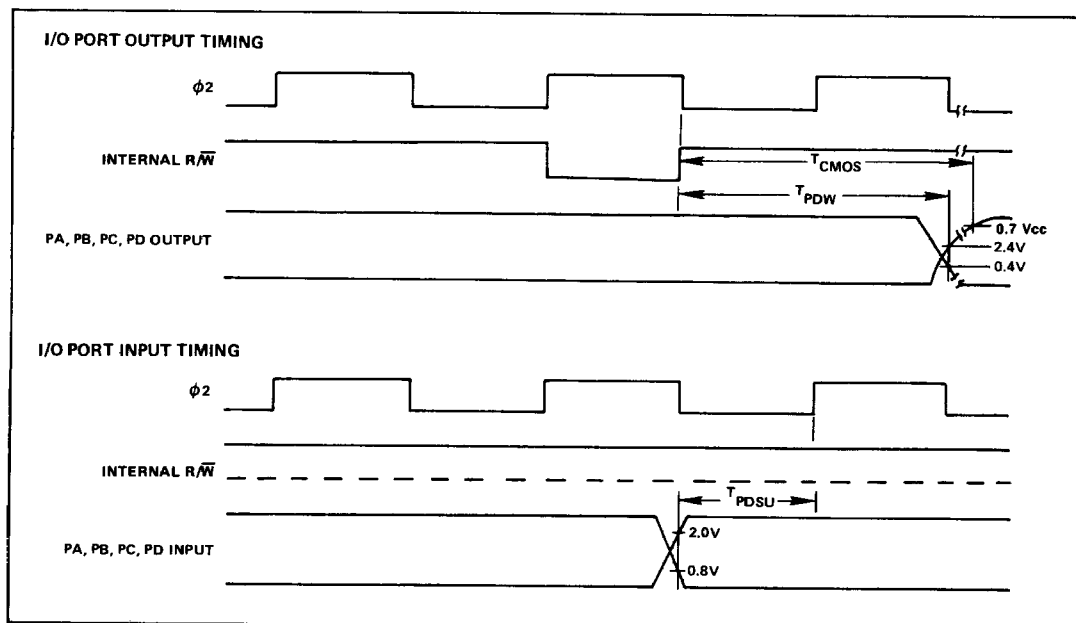 I/O PORT OUTPUT TIMING
ϕ2
INTERNAL R/W̅
T_CMOS
T_PDW
PA, PB, PC, PD OUTPUT
0.7 Vcc
2.4V
0.4V
I/O PORT INPUT TIMING
ϕ2
INTERNAL R/W̅
T_PDSU
PA, PB, PC, PD INPUT
2.0V
0.8V